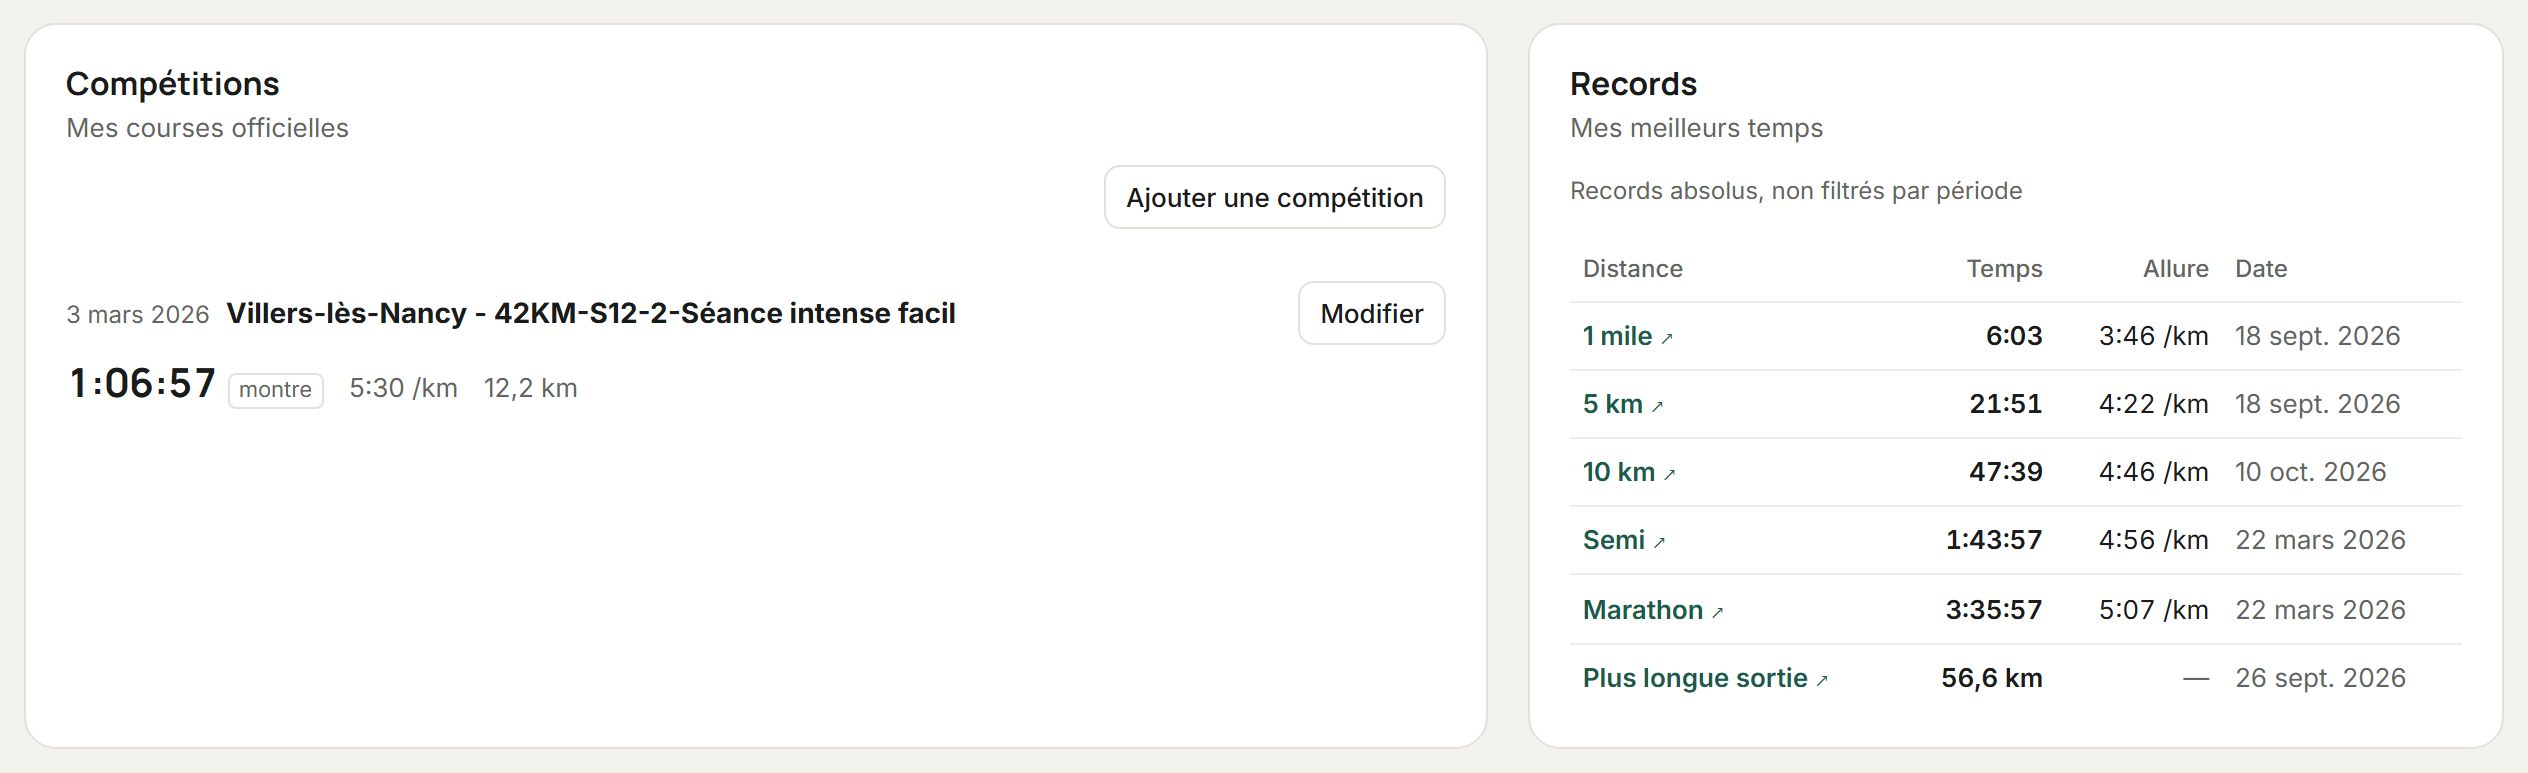 Compétitions
Mes courses officielles
Ajouter une compétition
3 mars 2026 Villers-lès-Nancy - 42KM-S12-2-Séance intense facil
Modifier
1:06:57 montre 5:30 /km 12,2 km
Records
Mes meilleurs temps
Records absolus, non filtrés par période
Distance Temps Allure Date
1 mile ↗ 6:03 3:46 /km 18 sept. 2026
5 km ↗ 21:51 4:22 /km 18 sept. 2026
10 km ↗ 47:39 4:46 /km 10 oct. 2026
Semi ↗ 1:43:57 4:56 /km 22 mars 2026
Marathon ↗ 3:35:57 5:07 /km 22 mars 2026
Plus longue sortie ↗ 56,6 km — 26 sept. 2026